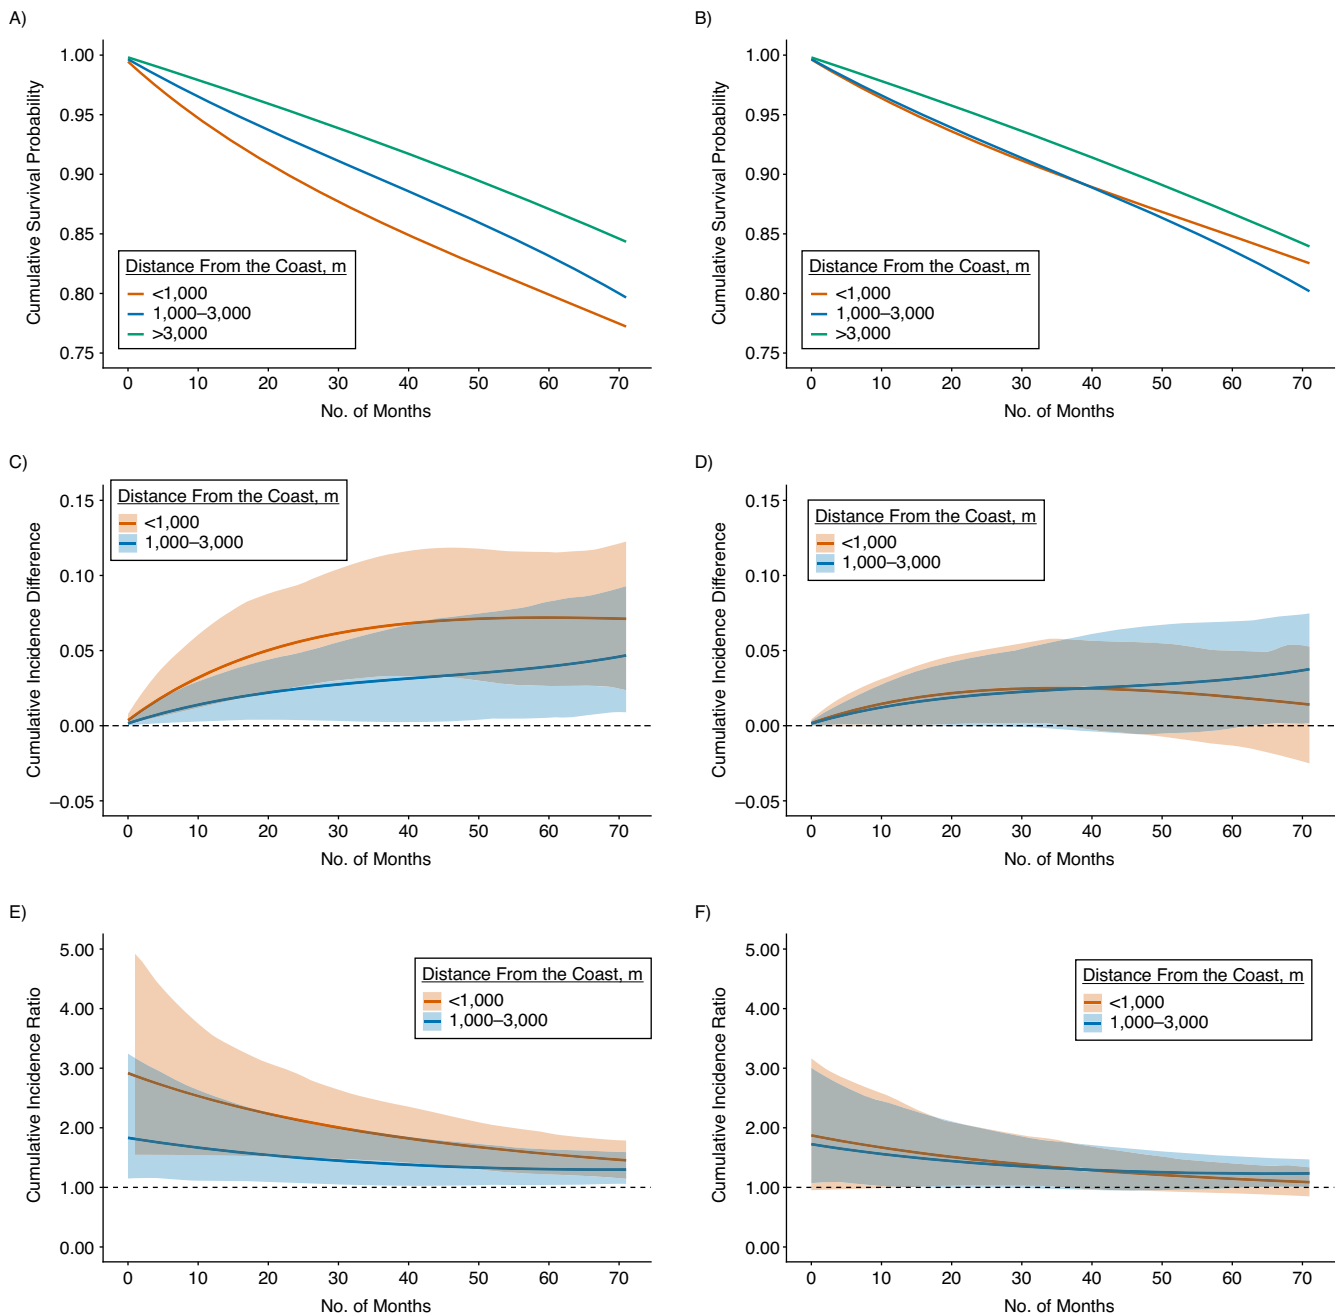 A)
Cumulative Survival Probability
1.00
0.95
0.90
0.85
0.80
0.75
Distance From the Coast, m
<1,000
1,000–3,000
>3,000
0 10 20 30 40 50 60 70
No. of Months
B)
Cumulative Survival Probability
1.00
0.95
0.90
0.85
0.80
0.75
Distance From the Coast, m
<1,000
1,000–3,000
>3,000
0 10 20 30 40 50 60 70
No. of Months
C)
Cumulative Incidence Difference
0.15
0.10
0.05
0.00
–0.05
Distance From the Coast, m
<1,000
1,000–3,000
0 10 20 30 40 50 60 70
No. of Months
D)
Cumulative Incidence Difference
0.15
0.10
0.05
0.00
–0.05
Distance From the Coast, m
<1,000
1,000–3,000
0 10 20 30 40 50 60 70
No. of Months
E)
Cumulative Incidence Ratio
5.00
4.00
3.00
2.00
1.00
0.00
Distance From the Coast, m
<1,000
1,000–3,000
0 10 20 30 40 50 60 70
No. of Months
F)
Cumulative Incidence Ratio
5.00
4.00
3.00
2.00
1.00
0.00
Distance From the Coast, m
<1,000
1,000–3,000
0 10 20 30 40 50 60 70
No. of Months